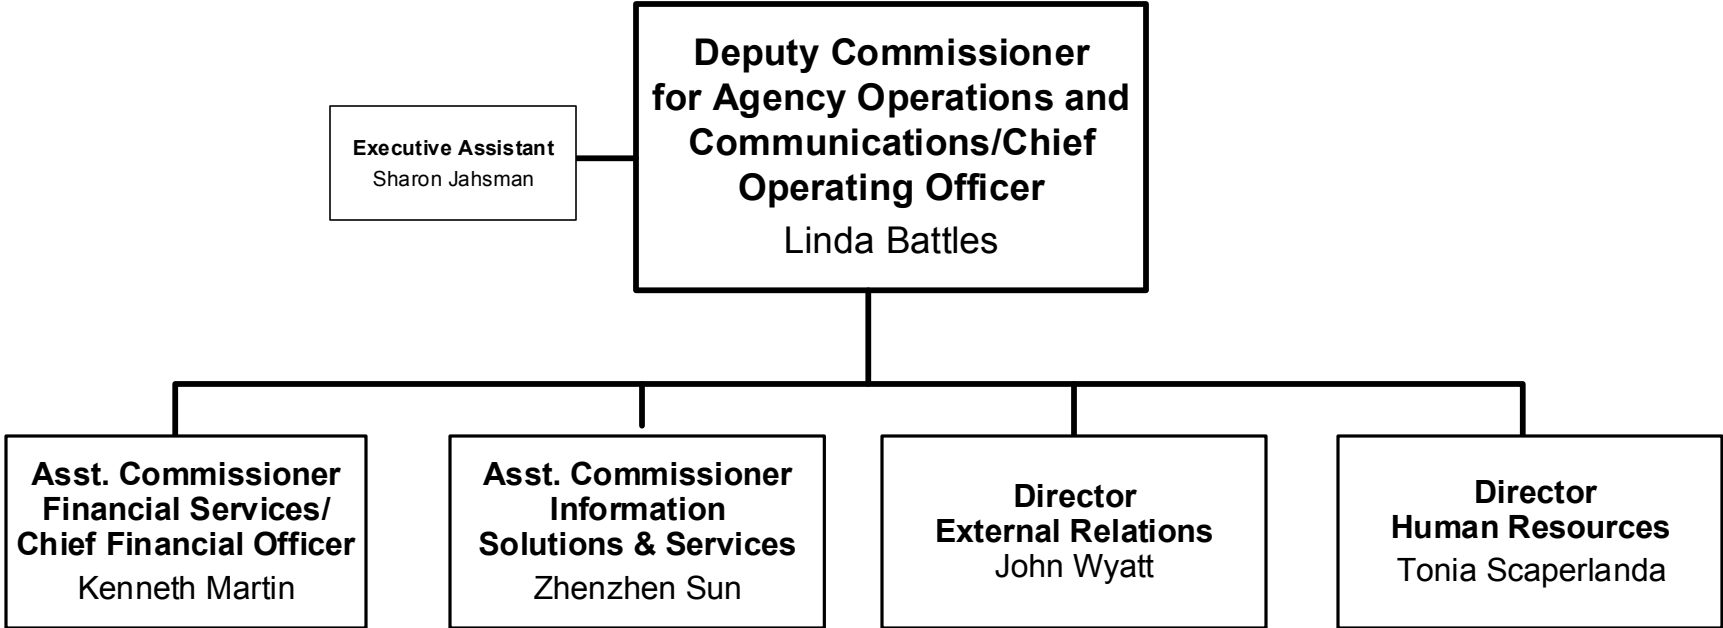 Deputy Commissioner
for Agency Operations and
Communications/Chief
Operating Officer
Linda Battles
Executive Assistant
Sharon Jahsman
Asst. Commissioner
Financial Services/
Chief Financial Officer
Kenneth Martin
Asst. Commissioner
Information
Solutions & Services
Zhenzhen Sun
Director
External Relations
John Wyatt
Director
Human Resources
Tonia Scaperlanda